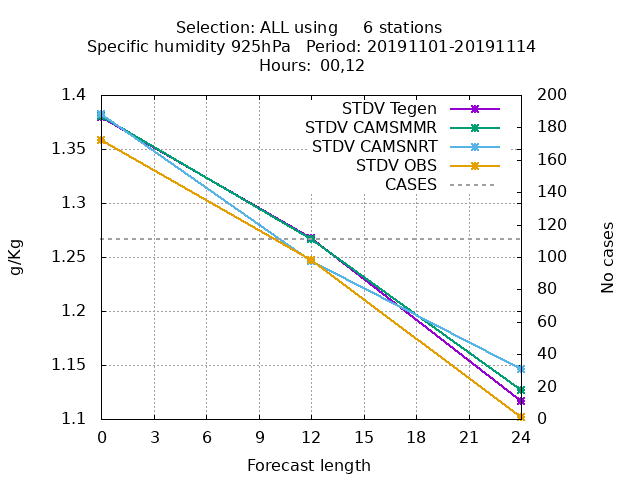 Selection: ALL using     6 stations
Specific humidity 925hPa   Period: 20191101-20191114
Hours:  00,12
1.4
1.35
1.3
1.25
1.2
1.15
1.1
g/Kg
STDV Tegen
STDV CAMSMMR
STDV CAMSNRT
STDV OBS
CASES
200
180
160
140
120
100
80
60
40
20
0
No cases
0 3 6 9 12 15 18 21 24
Forecast length